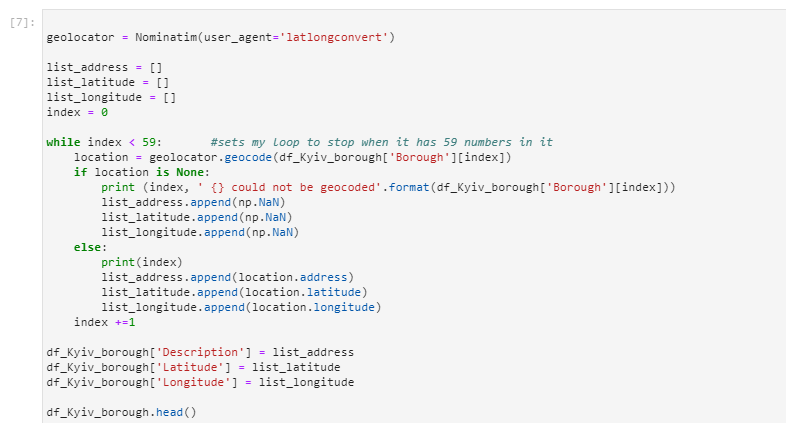 [7]:
geolocator = Nominatim(user_agent='latlongconvert')
list_address = []
list_latitude = []
list_longitude = []
index = 0
while index < 59:       #sets my loop to stop when it has 59 numbers in it
    location = geolocator.geocode(df_Kyiv_borough['Borough'][index])
    if location is None:
        print (index, ' {} could not be geocoded'.format(df_Kyiv_borough['Borough'][index]))
        list_address.append(np.NaN)
        list_latitude.append(np.NaN)
        list_longitude.append(np.NaN)
    else:
        print(index)
        list_address.append(location.address)
        list_latitude.append(location.latitude)
        list_longitude.append(location.longitude)
    index +=1
df_Kyiv_borough['Description'] = list_address
df_Kyiv_borough['Latitude'] = list_latitude
df_Kyiv_borough['Longitude'] = list_longitude
df_Kyiv_borough.head()